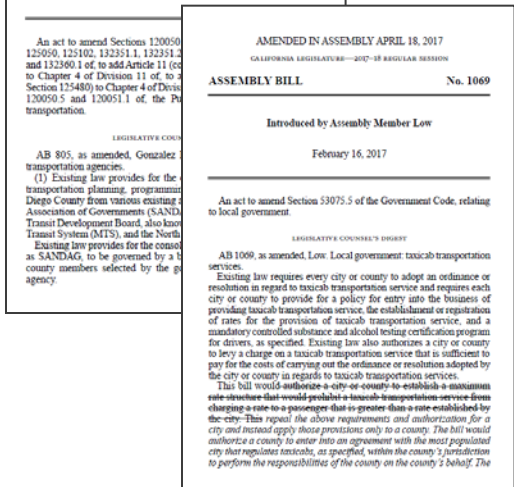 An act to amend Sections 120050
125050, 125102, 132351.1, 132351.2
and 132360.1 of, to add Article 11 (co
to Chapter 4 of Division 11 of, to a
Section 125480) to Chapter 4 of Divis
120050.5 and 120051.1 of, the Pu
transportation.
LEGISLATIVE COUN
AB 805, as amended, Gonzalez
transportation agencies.
(1) Existing law provides for the
transportation planning, programmin
Diego County from various existing
Association of Governments (SAND
Transit Development Board, also know
Transit System (MTS), and the North
Existing law provides for the consol
as SANDAG, to be governed by a b
county members selected by the g
agency.
AMENDED IN ASSEMBLY APRIL 18, 2017
CALIFORNIA LEGISLATURE—2017–18 REGULAR SESSION
ASSEMBLY BILL No. 1069
Introduced by Assembly Member Low
February 16, 2017
An act to amend Section 53075.5 of the Government Code, relating
to local government.
LEGISLATIVE COUNSEL'S DIGEST
AB 1069, as amended, Low. Local government: taxicab transportation
services.
Existing law requires every city or county to adopt an ordinance or
resolution in regard to taxicab transportation service and requires each
city or county to provide for a policy for entry into the business of
providing taxicab transportation service, the establishment or registration
of rates for the provision of taxicab transportation service, and a
mandatory controlled substance and alcohol testing certification program
for drivers, as specified. Existing law also authorizes a city or county
to levy a charge on a taxicab transportation service that is sufficient to
pay for the costs of carrying out the ordinance or resolution adopted by
the city or county in regards to taxicab transportation services.
This bill would authorize a city or county to establish a maximum
rate structure that would prohibit a taxicab transportation service from
charging a rate to a passenger that is greater than a rate established by
the city. This repeal the above requirements and authorization for a
city and instead apply those provisions only to a county. The bill would
authorize a county to enter into an agreement with the most populated
city that regulates taxicabs, as specified, within the county's jurisdiction
to perform the responsibilities of the county on the county's behalf. The